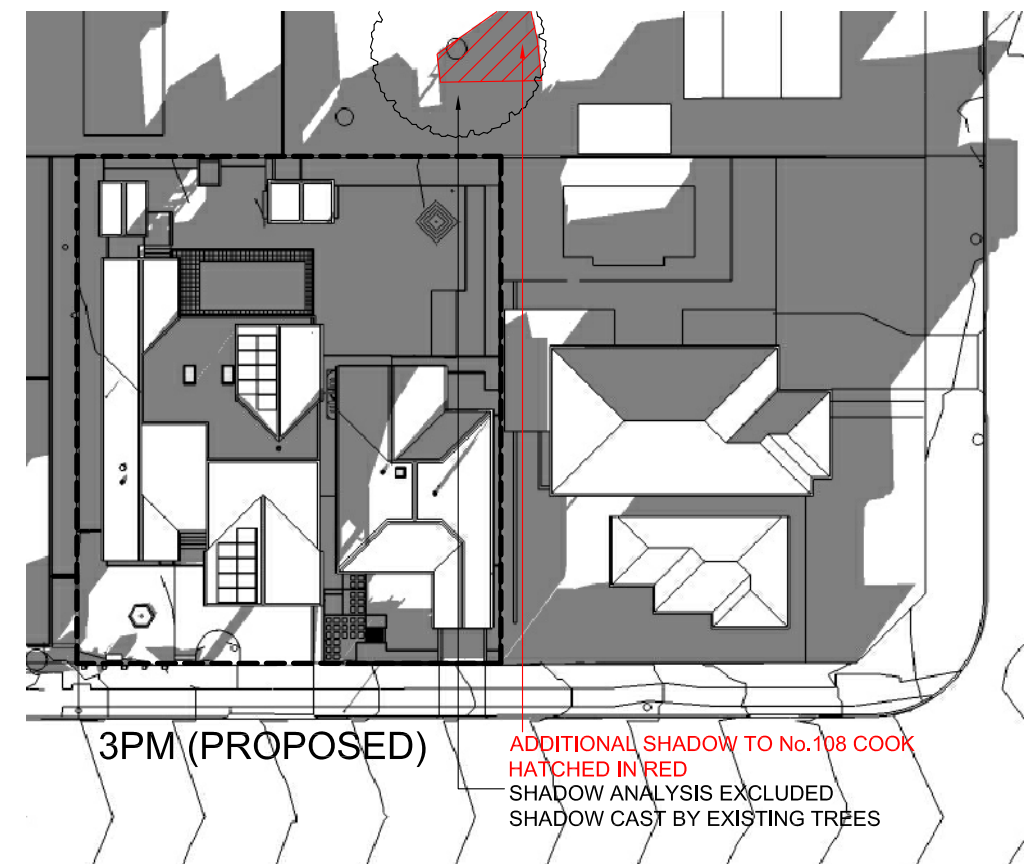 3PM (PROPOSED)
ADDITIONAL SHADOW TO No.108 COOK
HATCHED IN RED
SHADOW ANALYSIS EXCLUDED
SHADOW CAST BY EXISTING TREES